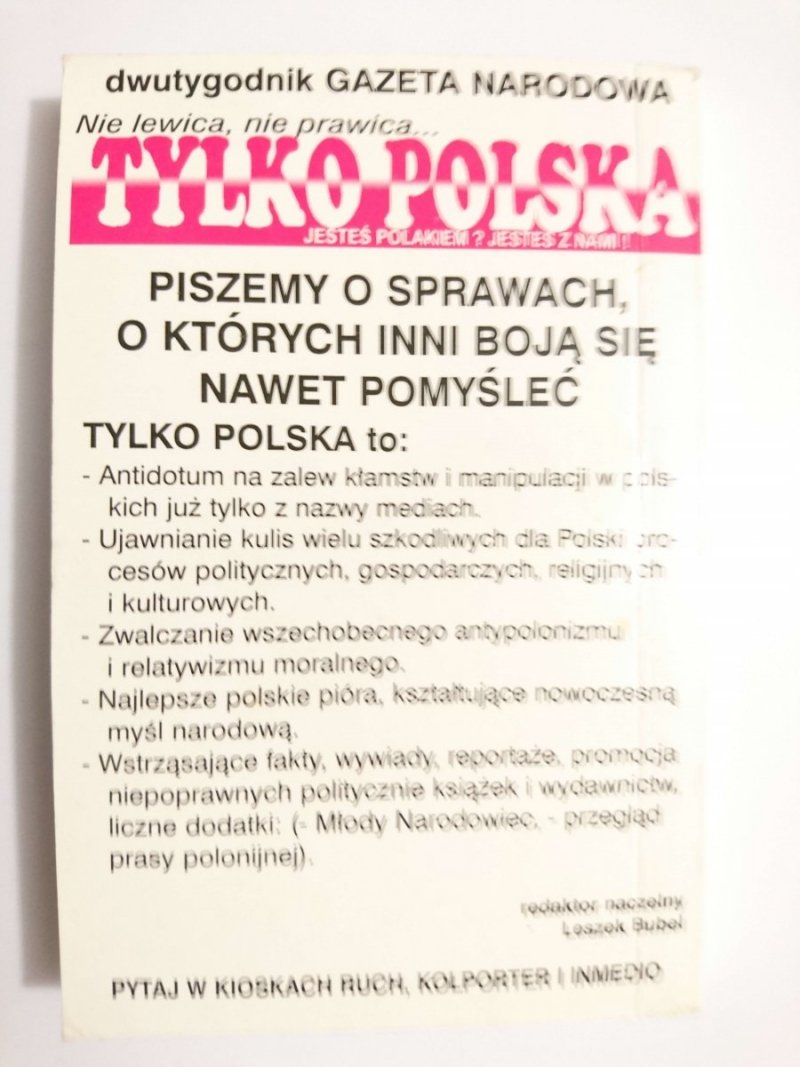 dwutygodnik GAZETA NARODOWA
Nie lewica, nie prawica...
TYLKO POLSKA
JESTEŚ POLAKIEM ? JESTEŚ Z NAMI !
PISZEMY O SPRAWACH,
O KTÓRYCH INNI BOJĄ SIĘ
NAWET POMYŚLEĆ
TYLKO POLSKA to:
- Antidotum na zalew kłamstw i manipulacji w pols-
kich już tylko z nazwy mediach.
- Ujawnianie kulis wielu szkodliwych dla Polski pro-
cesów politycznych, gospodarczych, religijnych
i kulturowych.
- Zwalczanie wszechobecnego antypolonizmu
i relatywizmu moralnego.
- Najlepsze polskie pióra, kształtujące nowoczesną
myśl narodową.
- Wstrząsające fakty, wywiady, reportaże, promocja
niepoprawnych politycznie książek i wydawnictw,
liczne dodatki: (- Młody Narodowiec, - przegląd
prasy polonijnej).
redaktor naczelny
Leszek Bubel
PYTAJ W KIOSKACH RUCH, KOLPORTER I INMEDIO